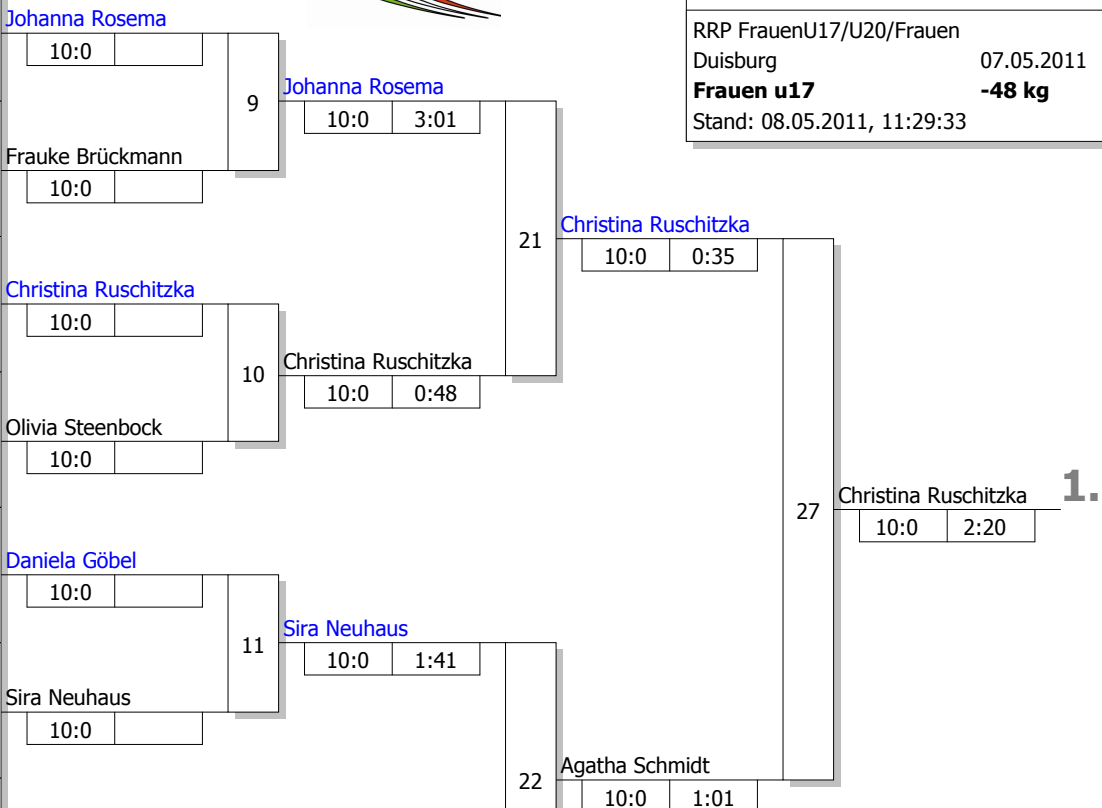 Johanna Rosema
10:0
9
Frauke Brückmann
10:0
Christina Ruschitzka
10:0
10
Olivia Steenbock
10:0
Daniela Göbel
10:0
11
Sira Neuhaus
10:0
Johanna Rosema
10:0 3:01
21
Christina Ruschitzka
10:0 0:48
Sira Neuhaus
10:0 1:41
22
Christina Ruschitzka
10:0 0:35
27
Agatha Schmidt
10:0 1:01
Christina Ruschitzka 1.
10:0 2:20
RRP FrauenU17/U20/Frauen
Duisburg 07.05.2011
Frauen u17 -48 kg
Stand: 08.05.2011, 11:29:33